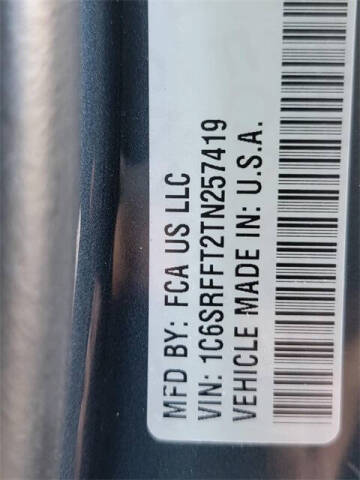 MFD BY: FCA US LLC
VIN: 1C6SRFFT2TN257419
VEHICLE MADE IN: U.S.A.